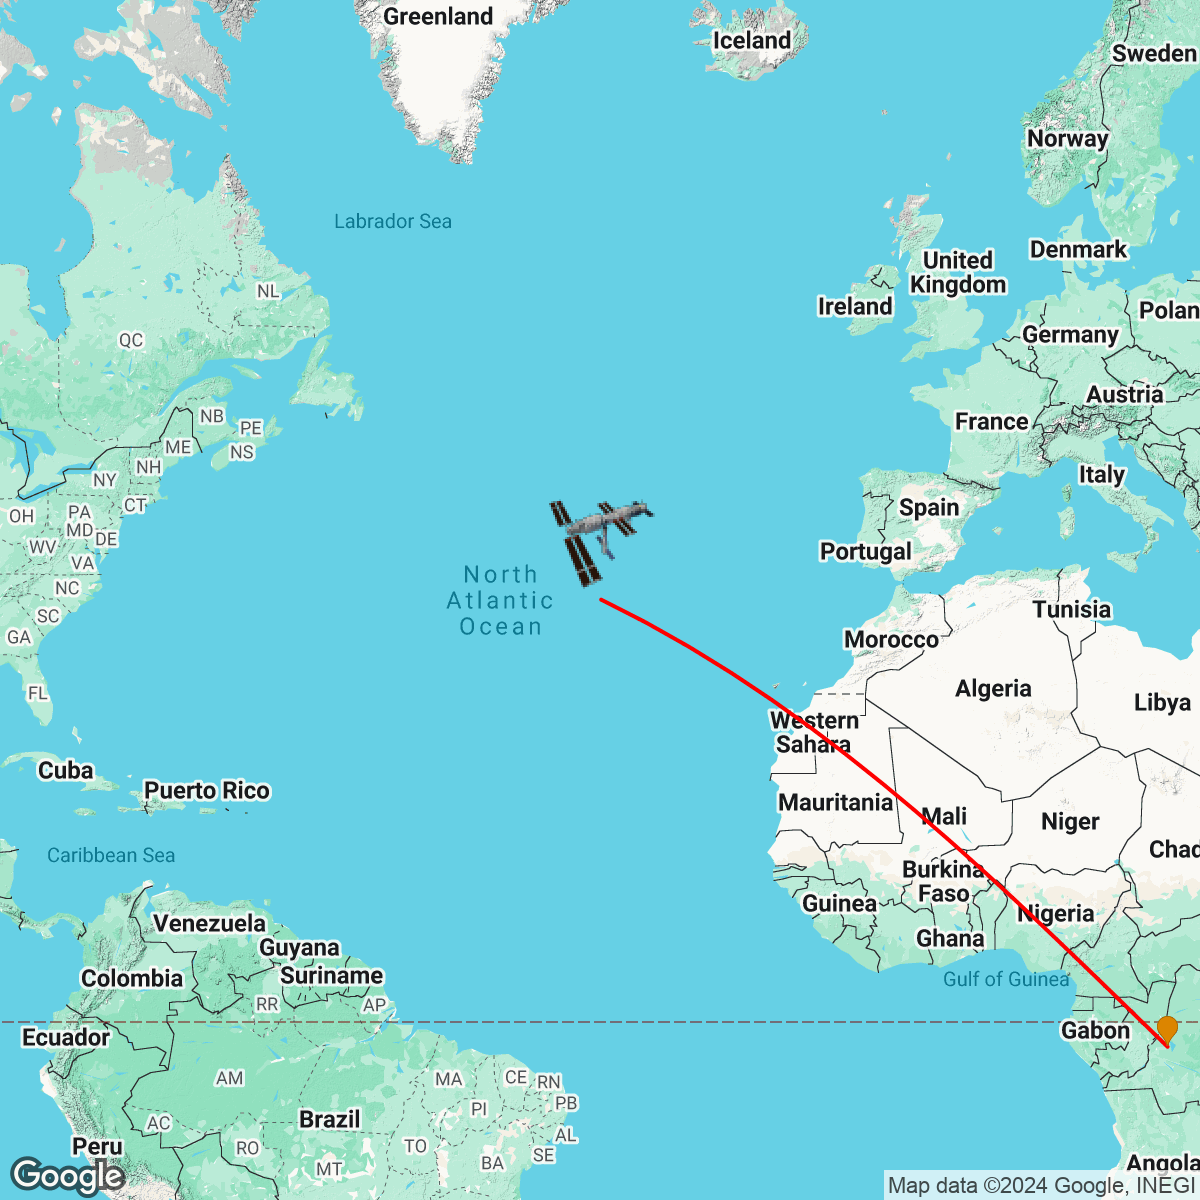 Greenland
Iceland
Sweden
Norway
Labrador Sea
Denmark
United
Kingdom
NL
Ireland
Polan
QC
Germany
Austria
NB
France
PE
ME
NS
NH
Italy
NY
CT
Spain
OH
PA
MD
DE
WV
Portugal
VA
North
Atlantic
Ocean
NC
SC
Tunisia
GA
Morocco
FL
Algeria
Libya
Western
Sahara
Cuba
Puerto Rico
Mauritania
Mali
Niger
Caribbean Sea
Chad
Burkina
Faso
Guinea
Nigeria
Venezuela
Ghana
Guyana
Suriname
Colombia
Gulf of Guinea
RR
AP
Ecuador
Gabon
AM
MA
CE
RN
PI
PB
Brazil
AC
AL
Peru
RO
TO
SE
MT
BA
Angola
Google
Map data ©2024 Google, INEGI